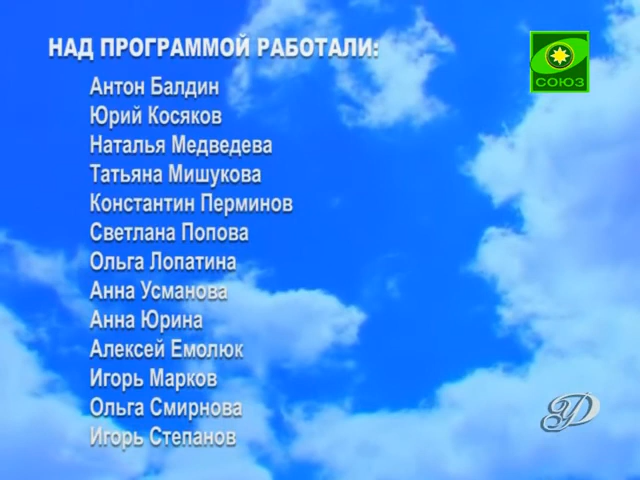 НАД ПРОГРАММОЙ РАБОТАЛИ:
СОЮЗ
Антон Балдин
Юрий Косяков
Наталья Медведева
Татьяна Мишукова
Константин Перминов
Светлана Попова
Ольга Лопатина
Анна Усманова
Анна Юрина
Алексей Емолюк
Игорь Марков
Ольга Смирнова
Игорь Степанов